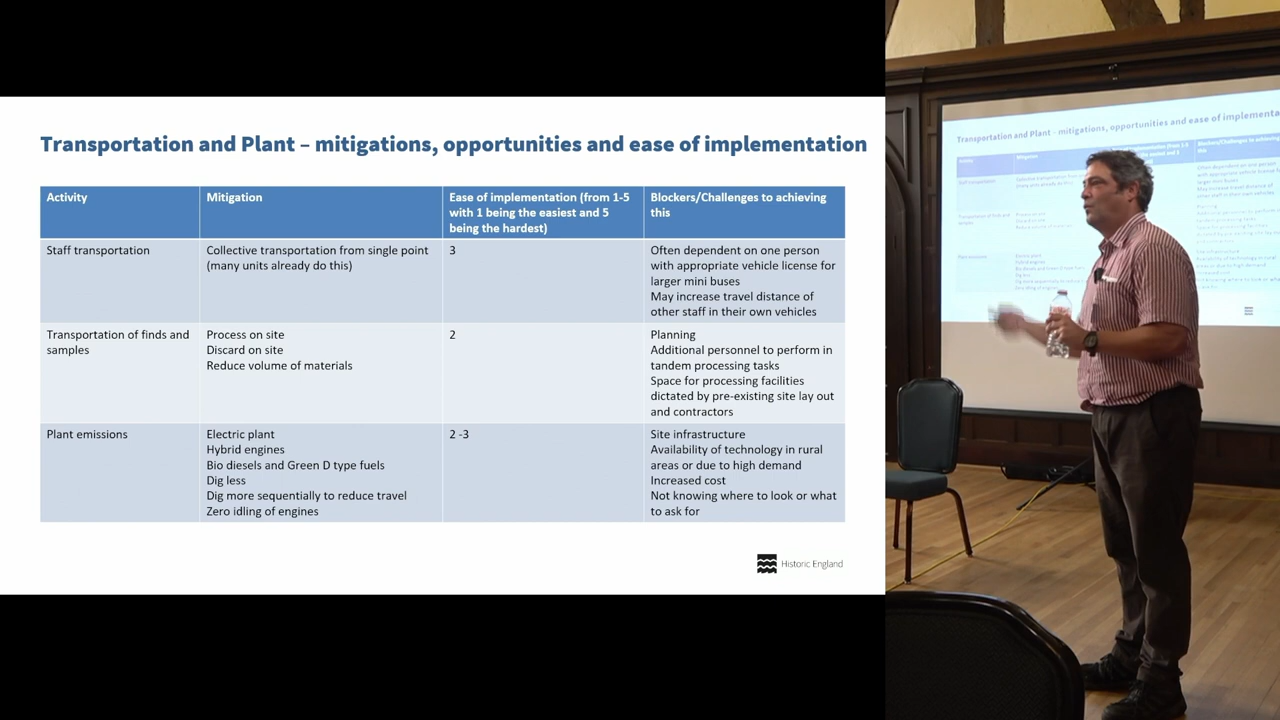 Transportation and Plant – mitigations, opportunities and ease of implementation
Activity
Mitigation
Ease of implementation (from 1-5
with 1 being the easiest and 5
being the hardest)
Blockers/Challenges to achieving
this
Staff transportation
Collective transportation from single point
(many units already do this)
3
Often dependent on one person
with appropriate vehicle license for
larger mini buses
May increase travel distance of
other staff in their own vehicles
Transportation of finds and
samples
Process on site
Discard on site
Reduce volume of materials
2
Planning
Additional personnel to perform in
tandem processing tasks
Space for processing facilities
dictated by pre-existing site lay out
and contractors
Plant emissions
Electric plant
Hybrid engines
Bio diesels and Green D type fuels
Dig less
Dig more sequentially to reduce travel
Zero idling of engines
2 -3
Site infrastructure
Availability of technology in rural
areas or due to high demand
Increased cost
Not knowing where to look or what
to ask for
Historic England
Transportation and Plant – mitigations, opportunities and ease of implementa